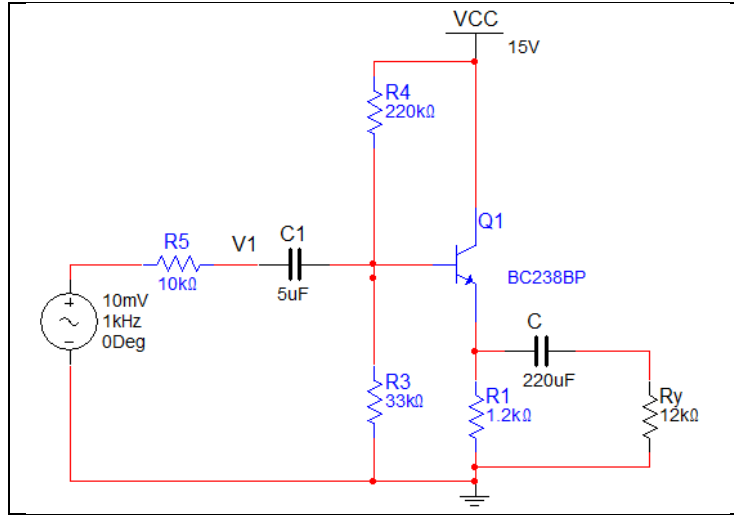 VCC
15V
R4
220kΩ
Q1
BC238BP
R5
10kΩ
V1
C1
5uF
10mV
1kHz
0Deg
R3
33kΩ
C
220uF
R1
1.2kΩ
Ry
12kΩ